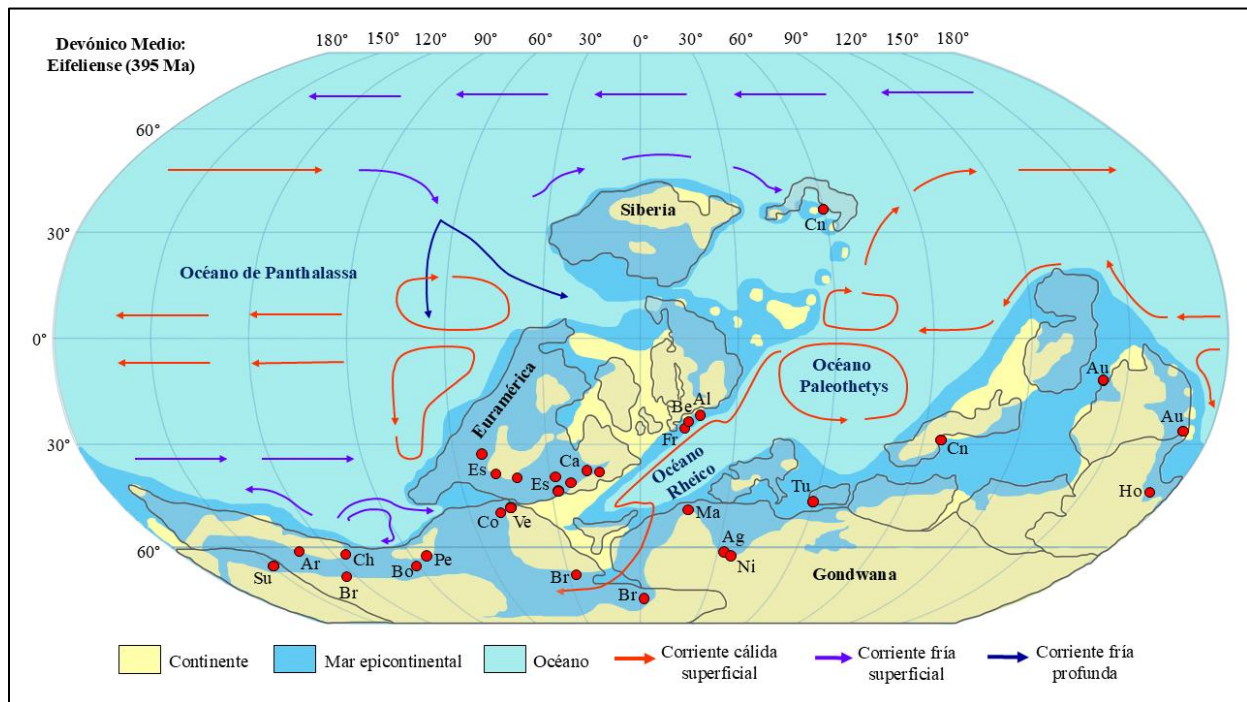 Devónico Medio:
Eifeliense (395 Ma)
180° 150° 120° 90° 60° 30° 0° 30° 60° 90° 120° 150° 180°
60°
30°
0°
30°
60°
Siberia
Cn
Océano de Panthalassa
Euramérica
Océano
Paleothetys
Océano
Rheico
Be
Al
Fr
Au
Au
Cn
Ca
Es
Es
Co
Ve
Ma
Tu
Ho
Ar
Ch
Su
Br
Bo
Pe
Br
Br
Ag
Ni
Gondwana
Continente
Mar epicontinental
Océano
Corriente cálida
superficial
Corriente fría
superficial
Corriente fría
profunda